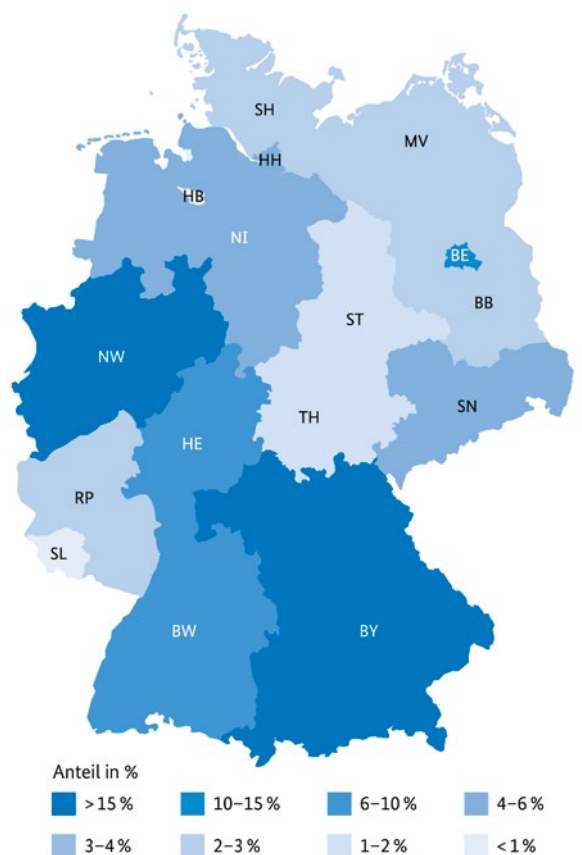 SH
MV
HH
HB
NI
BE
BB
ST
NW
SN
TH
HE
RP
SL
BW
BY
Anteil in %
>15 % 10–15 % 6–10 % 4–6 %
3–4 % 2–3 % 1–2 % <1 %